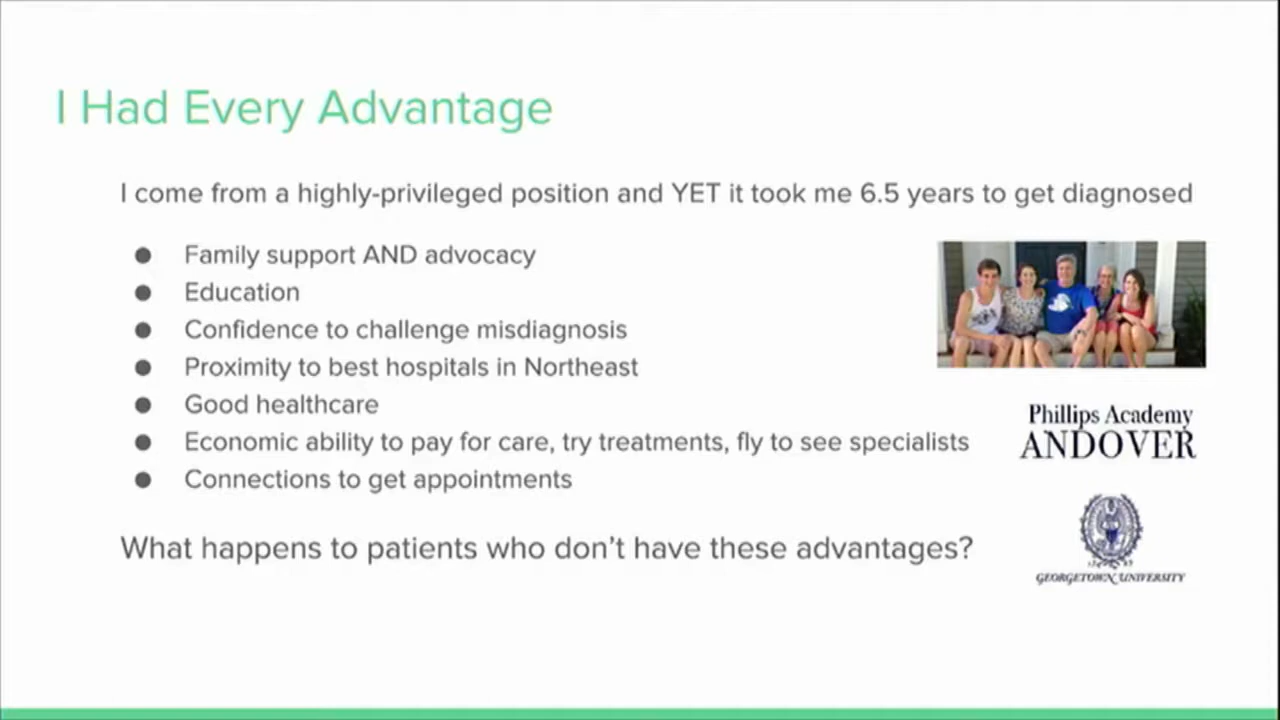 I Had Every Advantage
I come from a highly-privileged position and YET it took me 6.5 years to get diagnosed
● Family support AND advocacy
● Education
● Confidence to challenge misdiagnosis
● Proximity to best hospitals in Northeast
● Good healthcare
● Economic ability to pay for care, try treatments, fly to see specialists
● Connections to get appointments
What happens to patients who don’t have these advantages?
Phillips Academy
ANDOVER
GEORGETOWN UNIVERSITY